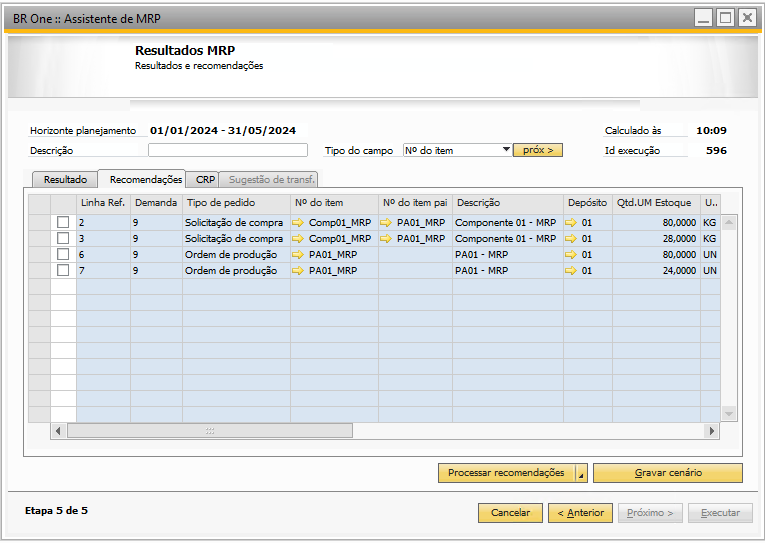 BR One :: Assistente de MRP
Resultados MRP
Resultados e recomendações
Horizonte planejamento 01/01/2024 - 31/05/2024 Calculado às 10:09
Descrição Tipo do campo Nº do item próx > Id execução 596
Resultado Recomendações CRP Sugestão de transf.
Linha Ref. Demanda Tipo de pedido Nº do item Nº do item pai Descrição Depósito Qtd.UM Estoque U..
2 9 Solicitação de compra Comp01_MRP PA01_MRP Componente 01 - MRP 01 80,0000 KG
3 9 Solicitação de compra Comp01_MRP PA01_MRP Componente 01 - MRP 01 28,0000 KG
6 9 Ordem de produção PA01_MRP PA01 - MRP 01 80,0000 UN
7 9 Ordem de produção PA01_MRP PA01 - MRP 01 24,0000 UN
Processar recomendações Gravar cenário
Etapa 5 de 5 Cancelar < Anterior Próximo > Executar